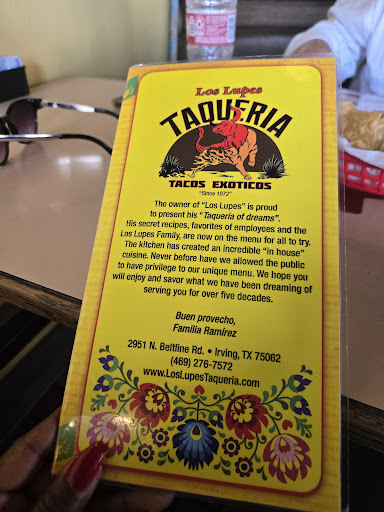 Los Lupes
TAQUERIA
TACOS EXOTICOS
"Since 1972"
The owner of "Los Lupes" is proud
to present his "Taqueria of dreams".
His secret recipes, favorites of employees and the
Los Lupes Family, are now on the menu for all to try.
The kitchen has created an incredible "in house"
cuisine. Never before have we allowed the public
to have privilege to our unique menu. We hope you
will enjoy and savor what we have been dreaming of
serving you for over five decades.
Buen provecho,
Familia Ramírez
2951 N. Beltline Rd. • Irving, TX 75062
(469) 276-7572
www.LosLupesTaqueria.com